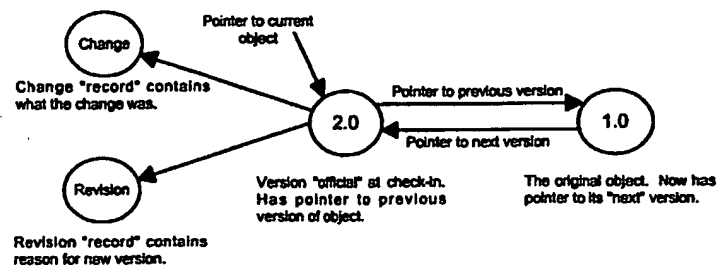 Pointer to current
object
Change
Change "record" contains
what the change was.
Pointer to previous version
2.0
1.0
Pointer to next version
Revision
Version "official" at check-in.
Has pointer to previous
version of object.
The original object. Now has
pointer to its "next" version.
Revision "record" contains
reason for new version.